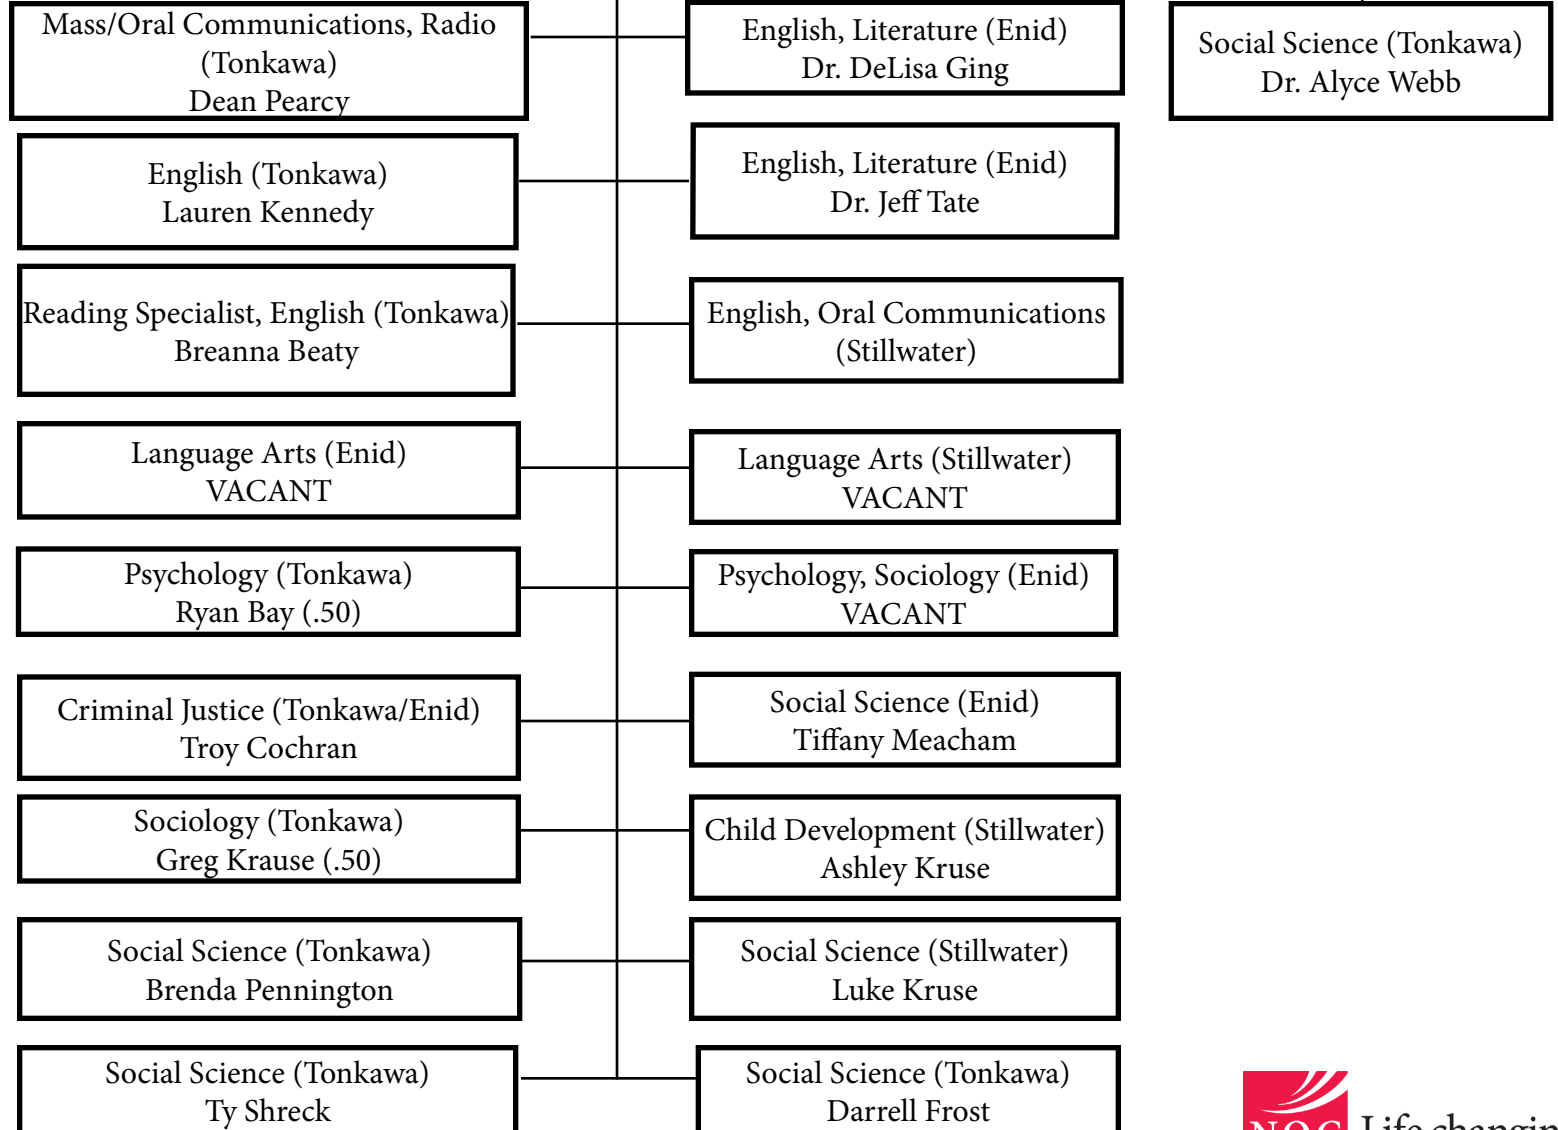 Mass/Oral Communications, Radio
(Tonkawa)
Dean Pearcy
English, Literature (Enid)
Dr. DeLisa Ging
Social Science (Tonkawa)
Dr. Alyce Webb
English (Tonkawa)
Lauren Kennedy
English, Literature (Enid)
Dr. Jeff Tate
Reading Specialist, English (Tonkawa)
Breanna Beaty
English, Oral Communications
(Stillwater)
Language Arts (Enid)
VACANT
Language Arts (Stillwater)
VACANT
Psychology (Tonkawa)
Ryan Bay (.50)
Psychology, Sociology (Enid)
VACANT
Criminal Justice (Tonkawa/Enid)
Troy Cochran
Social Science (Enid)
Tiffany Meacham
Sociology (Tonkawa)
Greg Krause (.50)
Child Development (Stillwater)
Ashley Kruse
Social Science (Tonkawa)
Brenda Pennington
Social Science (Stillwater)
Luke Kruse
Social Science (Tonkawa)
Ty Shreck
Social Science (Tonkawa)
Darrell Frost
NOC
Life changin